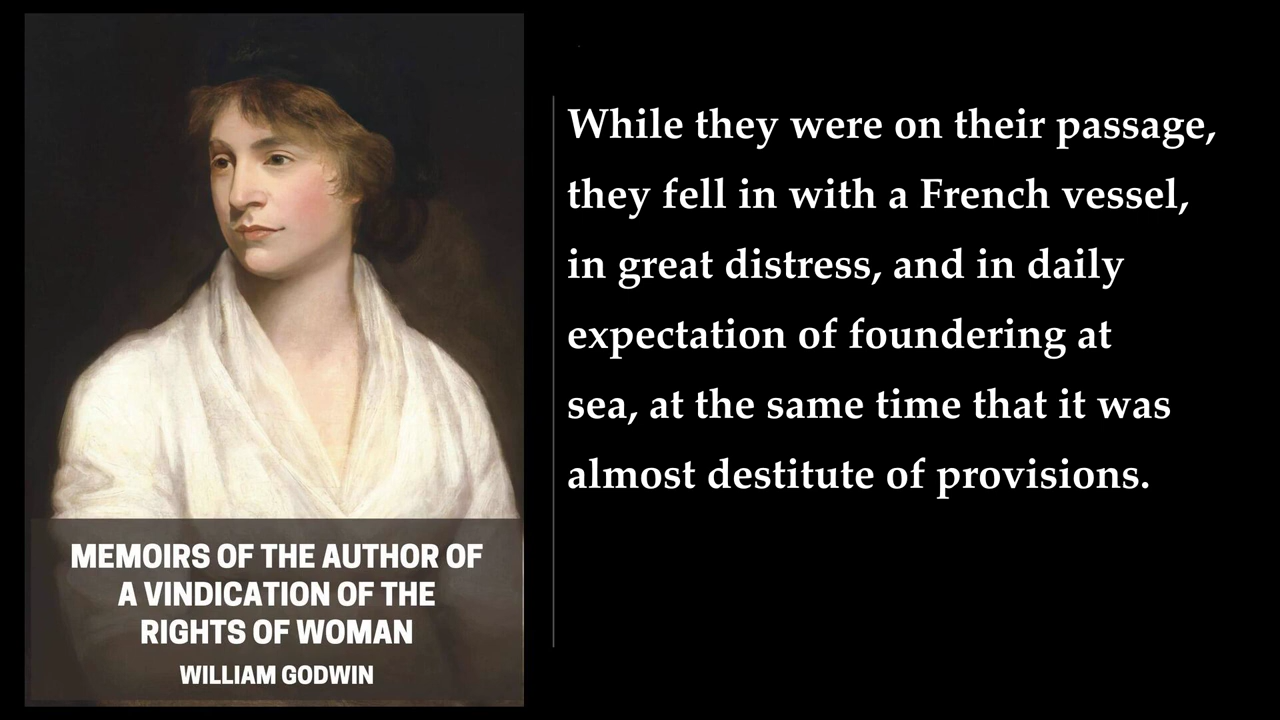 MEMOIRS OF THE AUTHOR OF
A VINDICATION OF THE
RIGHTS OF WOMAN
WILLIAM GODWIN
While they were on their passage,
they fell in with a French vessel,
in great distress, and in daily
expectation of foundering at
sea, at the same time that it was
almost destitute of provisions.